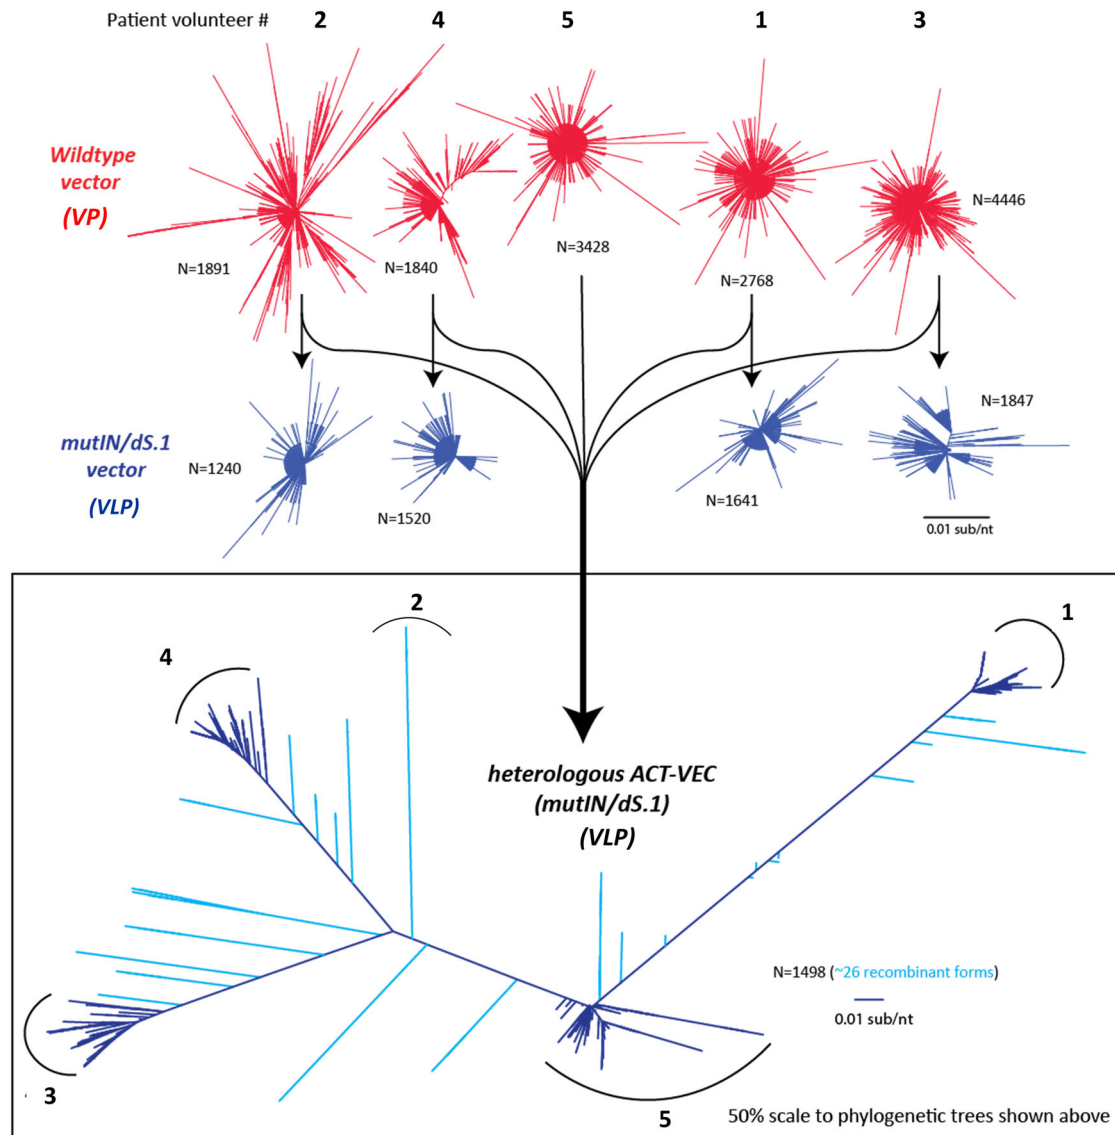 Patient volunteer # 2 4 5 1 3
Wildtype
vector
(VP)
N=1891
N=1840
N=3428
N=2768
N=4446
mutIN/dS.1
vector
(VLP)
N=1240
N=1520
N=1641
N=1847
0.01 sub/nt
2
1
4
heterologous ACT-VEC
(mutIN/dS.1)
(VLP)
N=1498 (~26 recombinant forms)
0.01 sub/nt
3
5
50% scale to phylogenetic trees shown above